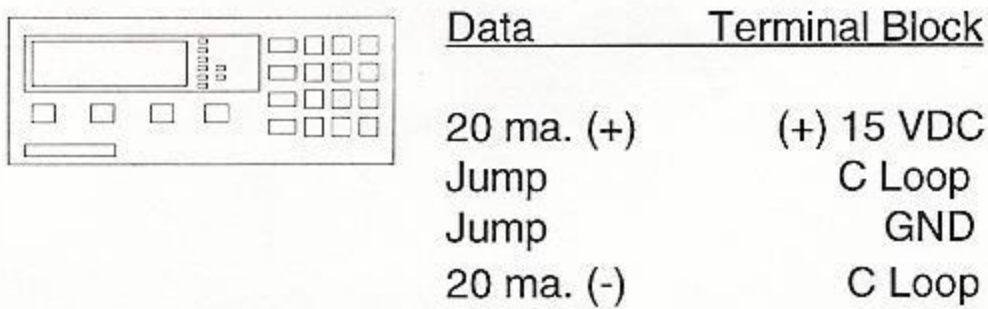 Data Terminal Block
20 ma. (+) (+) 15 VDC
Jump C Loop
Jump GND
20 ma. (-) C Loop